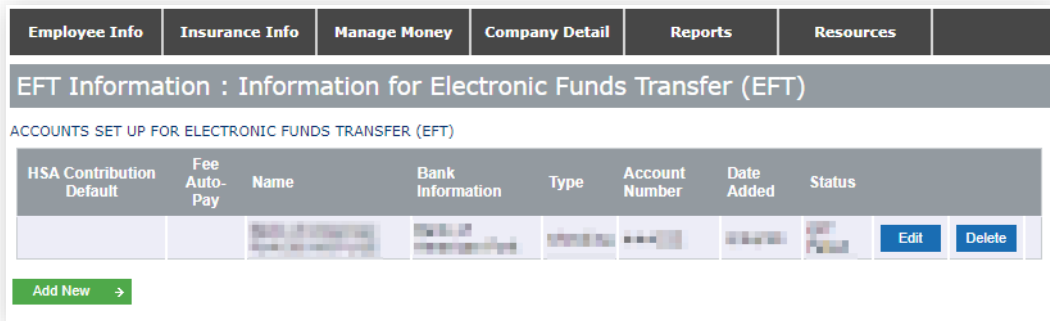 Employee Info Insurance Info Manage Money Company Detail Reports Resources
EFT Information : Information for Electronic Funds Transfer (EFT)
ACCOUNTS SET UP FOR ELECTRONIC FUNDS TRANSFER (EFT)
HSA Contribution Default Fee Auto-Pay Name Bank Information Type Account Number Date Added Status
Edit Delete
Add New